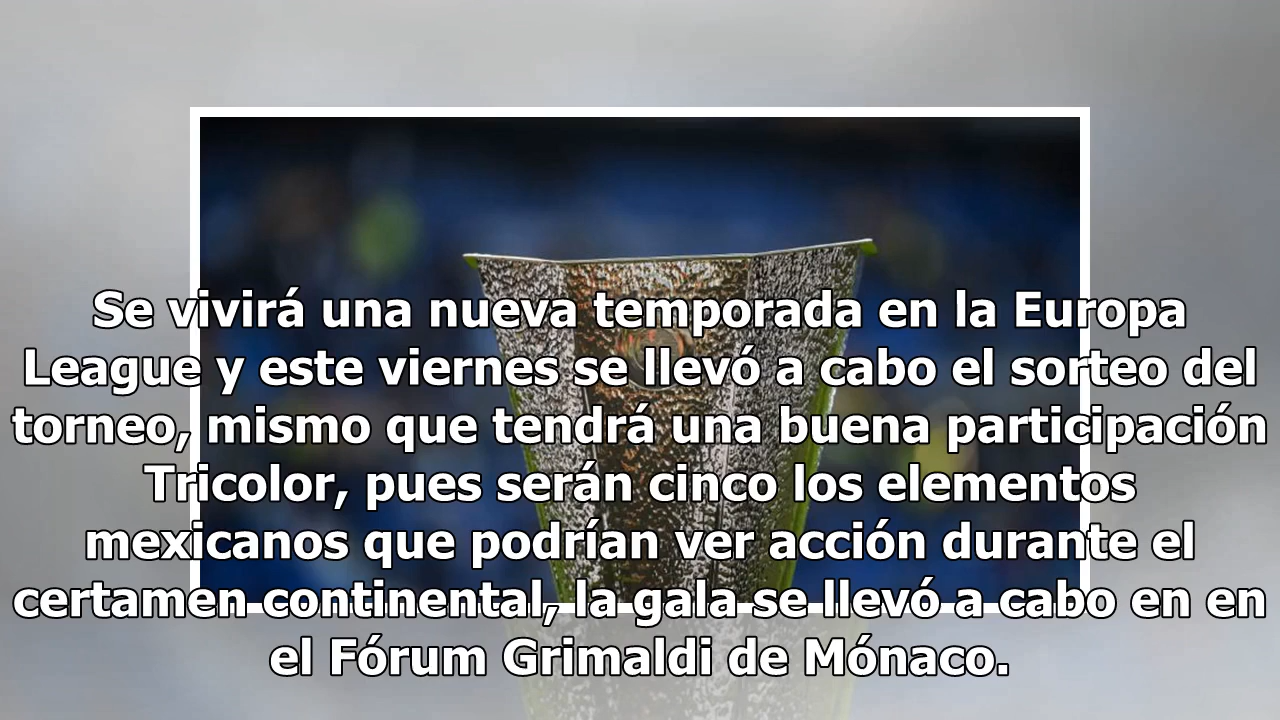 Se vivirá una nueva temporada en la Europa
League y este viernes se llevó a cabo el sorteo del
torneo, mismo que tendrá una buena participación
Tricolor, pues serán cinco los elementos
mexicanos que podrían ver acción durante el
certamen continental, la gala se llevó a cabo en en
el Fórum Grimaldi de Mónaco.